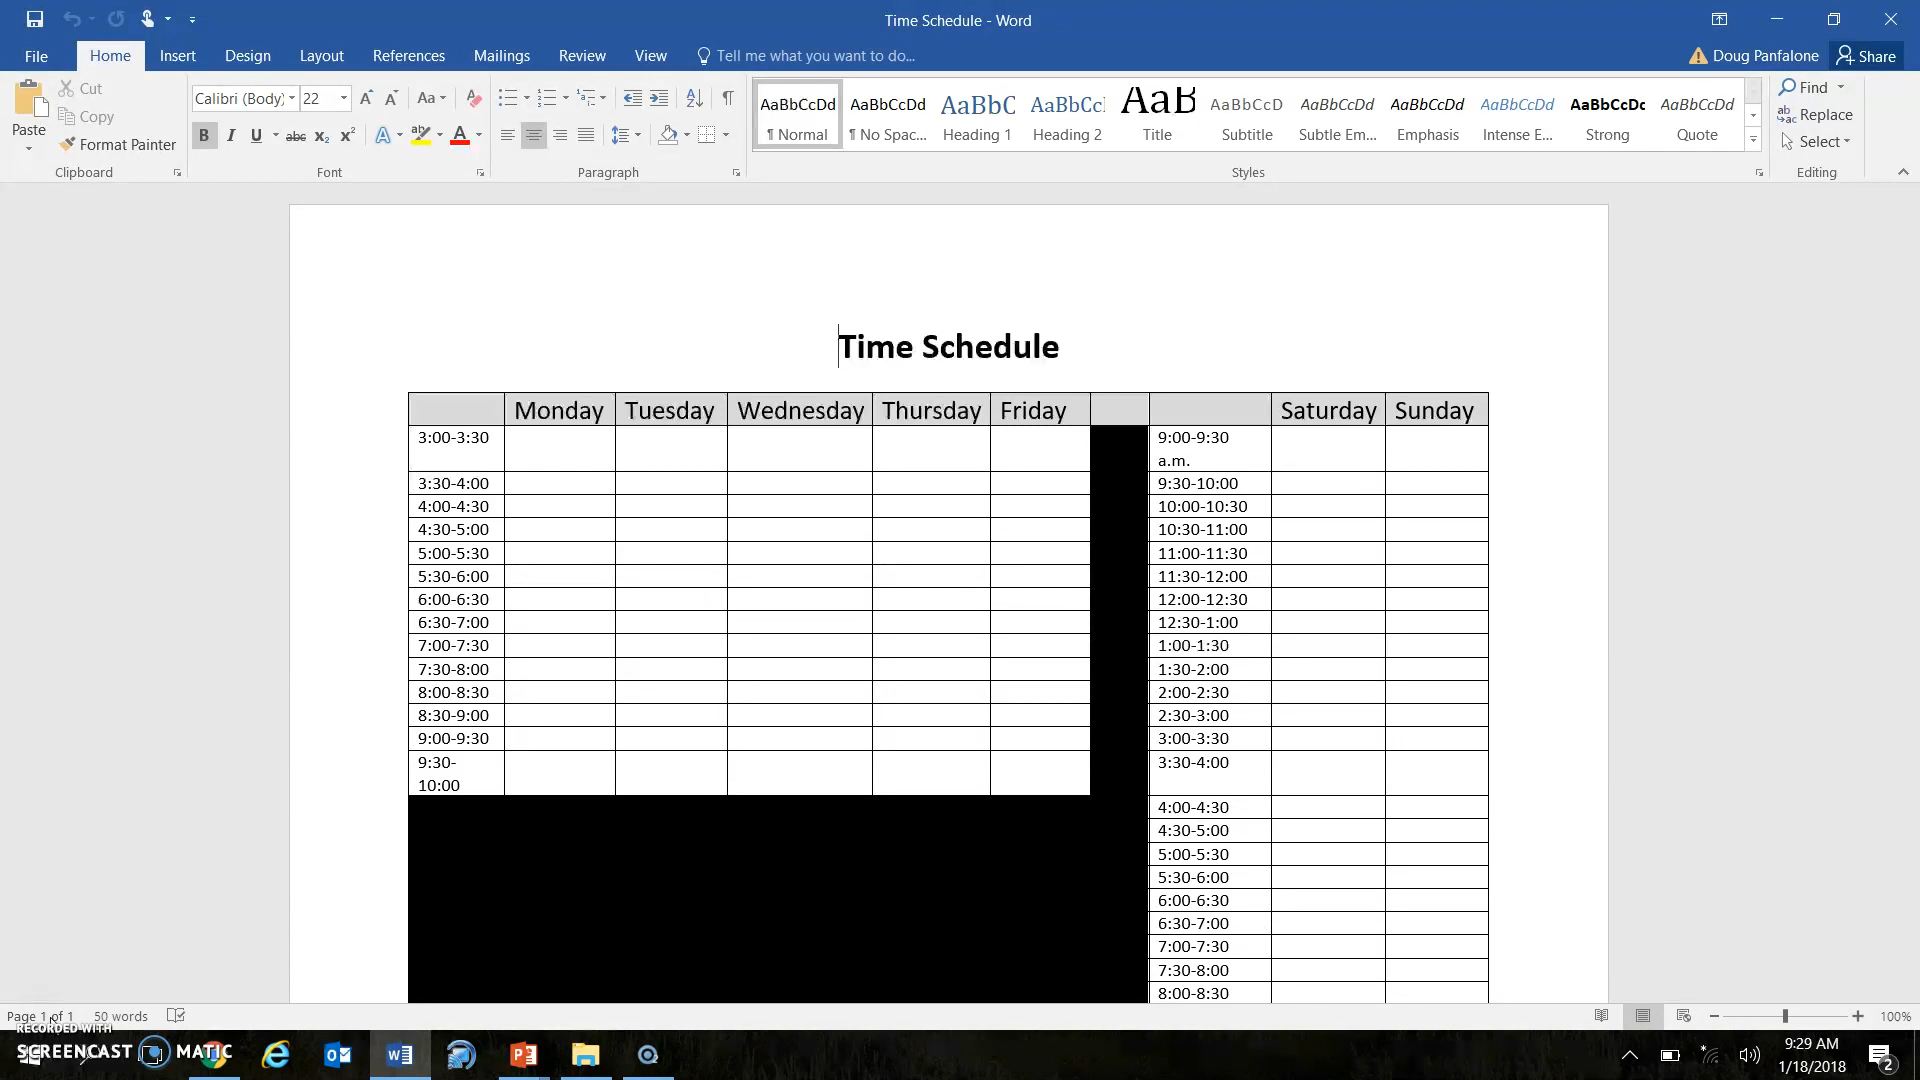 Time Schedule - Word
File Home Insert Design Layout References Mailings Review View Tell me what you want to do... Doug Panfalone Share
Paste Cut Copy Format Painter
Clipboard
Calibri (Body) 22
Aa
B I U abc x₂ x² A ab A
Font
Paragraph
AaBbCcDd AaBbCcDd AaBbC AaBbCc AaB AaBbCcD AaBbCcDd AaBbCcDd AaBbCcDd AaBbCcDc AaBbCcDd
¶ Normal ¶ No Spac... Heading 1 Heading 2 Title Subtitle Subtle Em... Emphasis Intense E... Strong Quote
Styles
Find
Replace
Select
Editing
Time Schedule
Monday Tuesday Wednesday Thursday Friday Saturday Sunday
3:00-3:30 9:00-9:30
a.m.
3:30-4:00 9:30-10:00
4:00-4:30 10:00-10:30
4:30-5:00 10:30-11:00
5:00-5:30 11:00-11:30
5:30-6:00 11:30-12:00
6:00-6:30 12:00-12:30
6:30-7:00 12:30-1:00
7:00-7:30 1:00-1:30
7:30-8:00 1:30-2:00
8:00-8:30 2:00-2:30
8:30-9:00 2:30-3:00
9:00-9:30 3:00-3:30
9:30- 3:30-4:00
10:00
4:00-4:30
4:30-5:00
5:00-5:30
5:30-6:00
6:00-6:30
6:30-7:00
7:00-7:30
7:30-8:00
8:00-8:30
Page 1 of 1 50 words 100%
RECORDED WITH
SCREENCAST MATIC
9:29 AM
1/18/2018
2